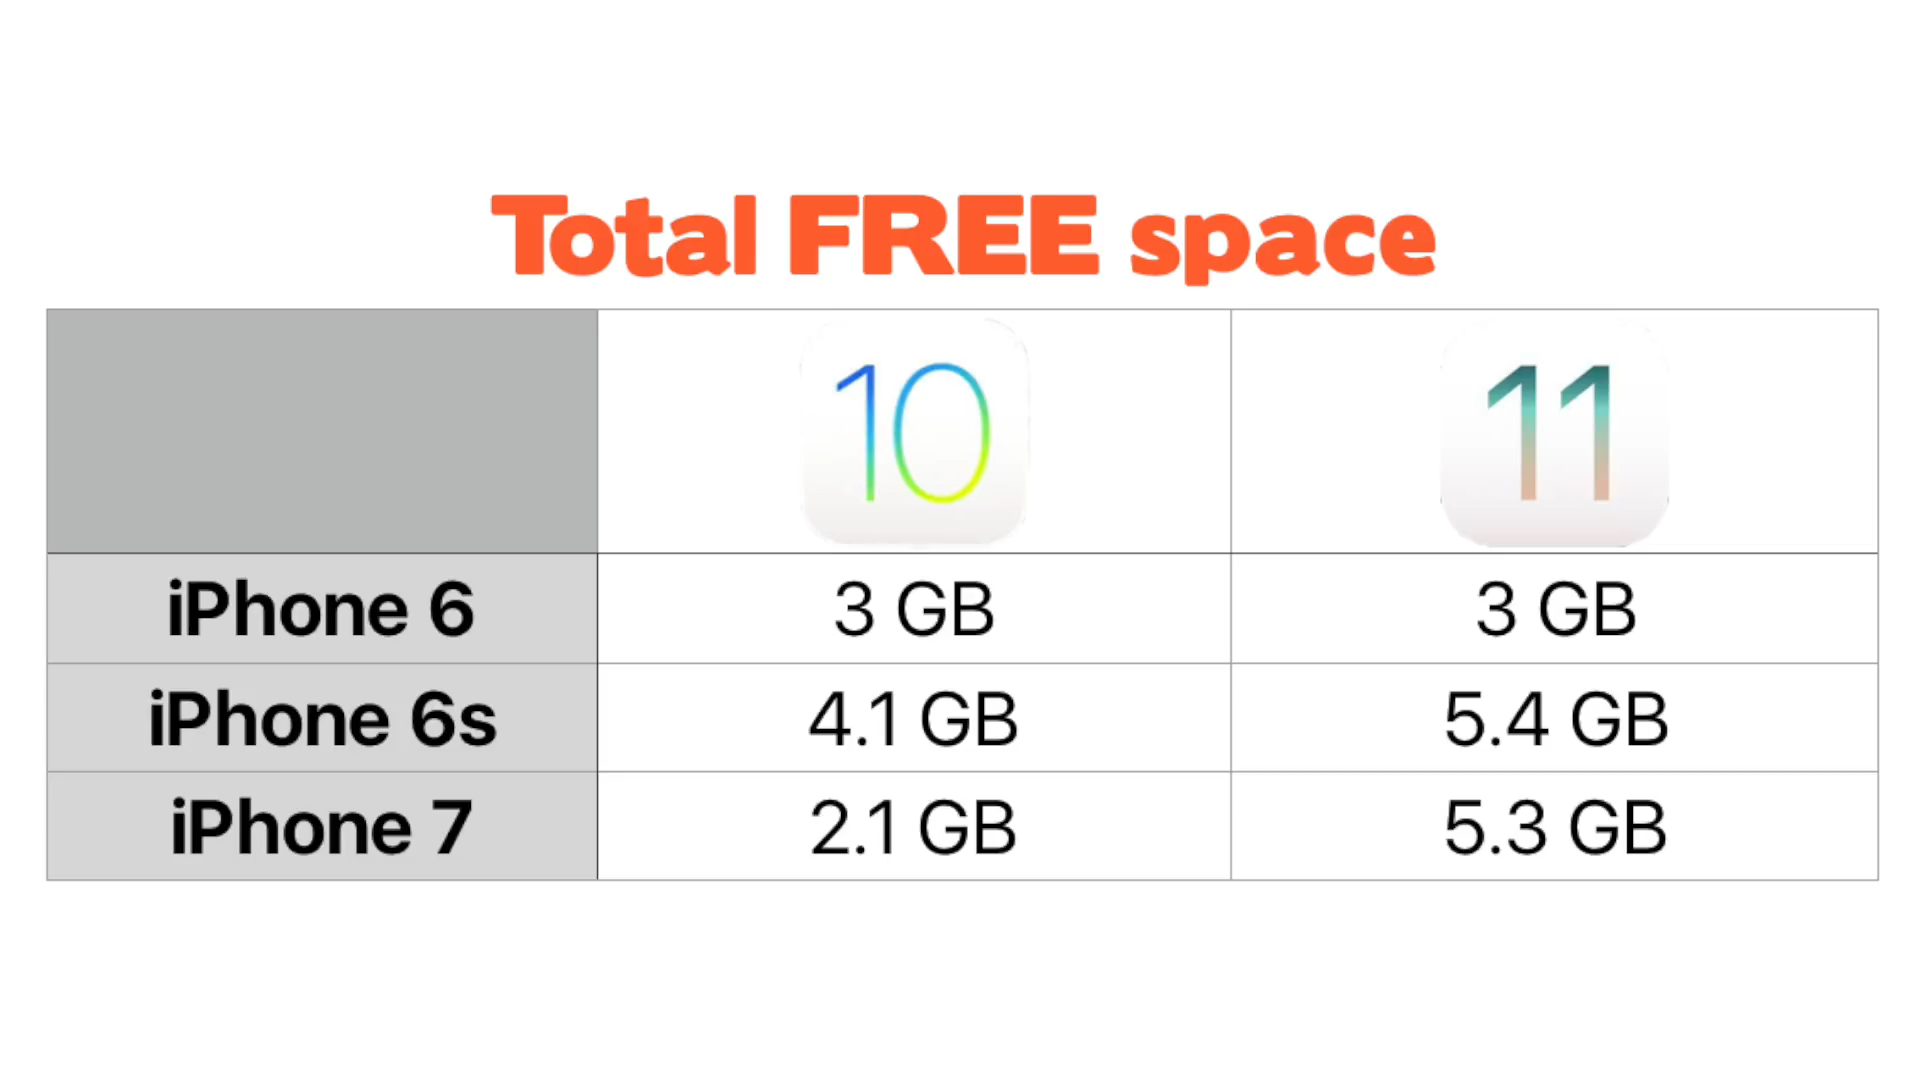 Total FREE space
10 11
iPhone 6 3 GB 3 GB
iPhone 6s 4.1 GB 5.4 GB
iPhone 7 2.1 GB 5.3 GB